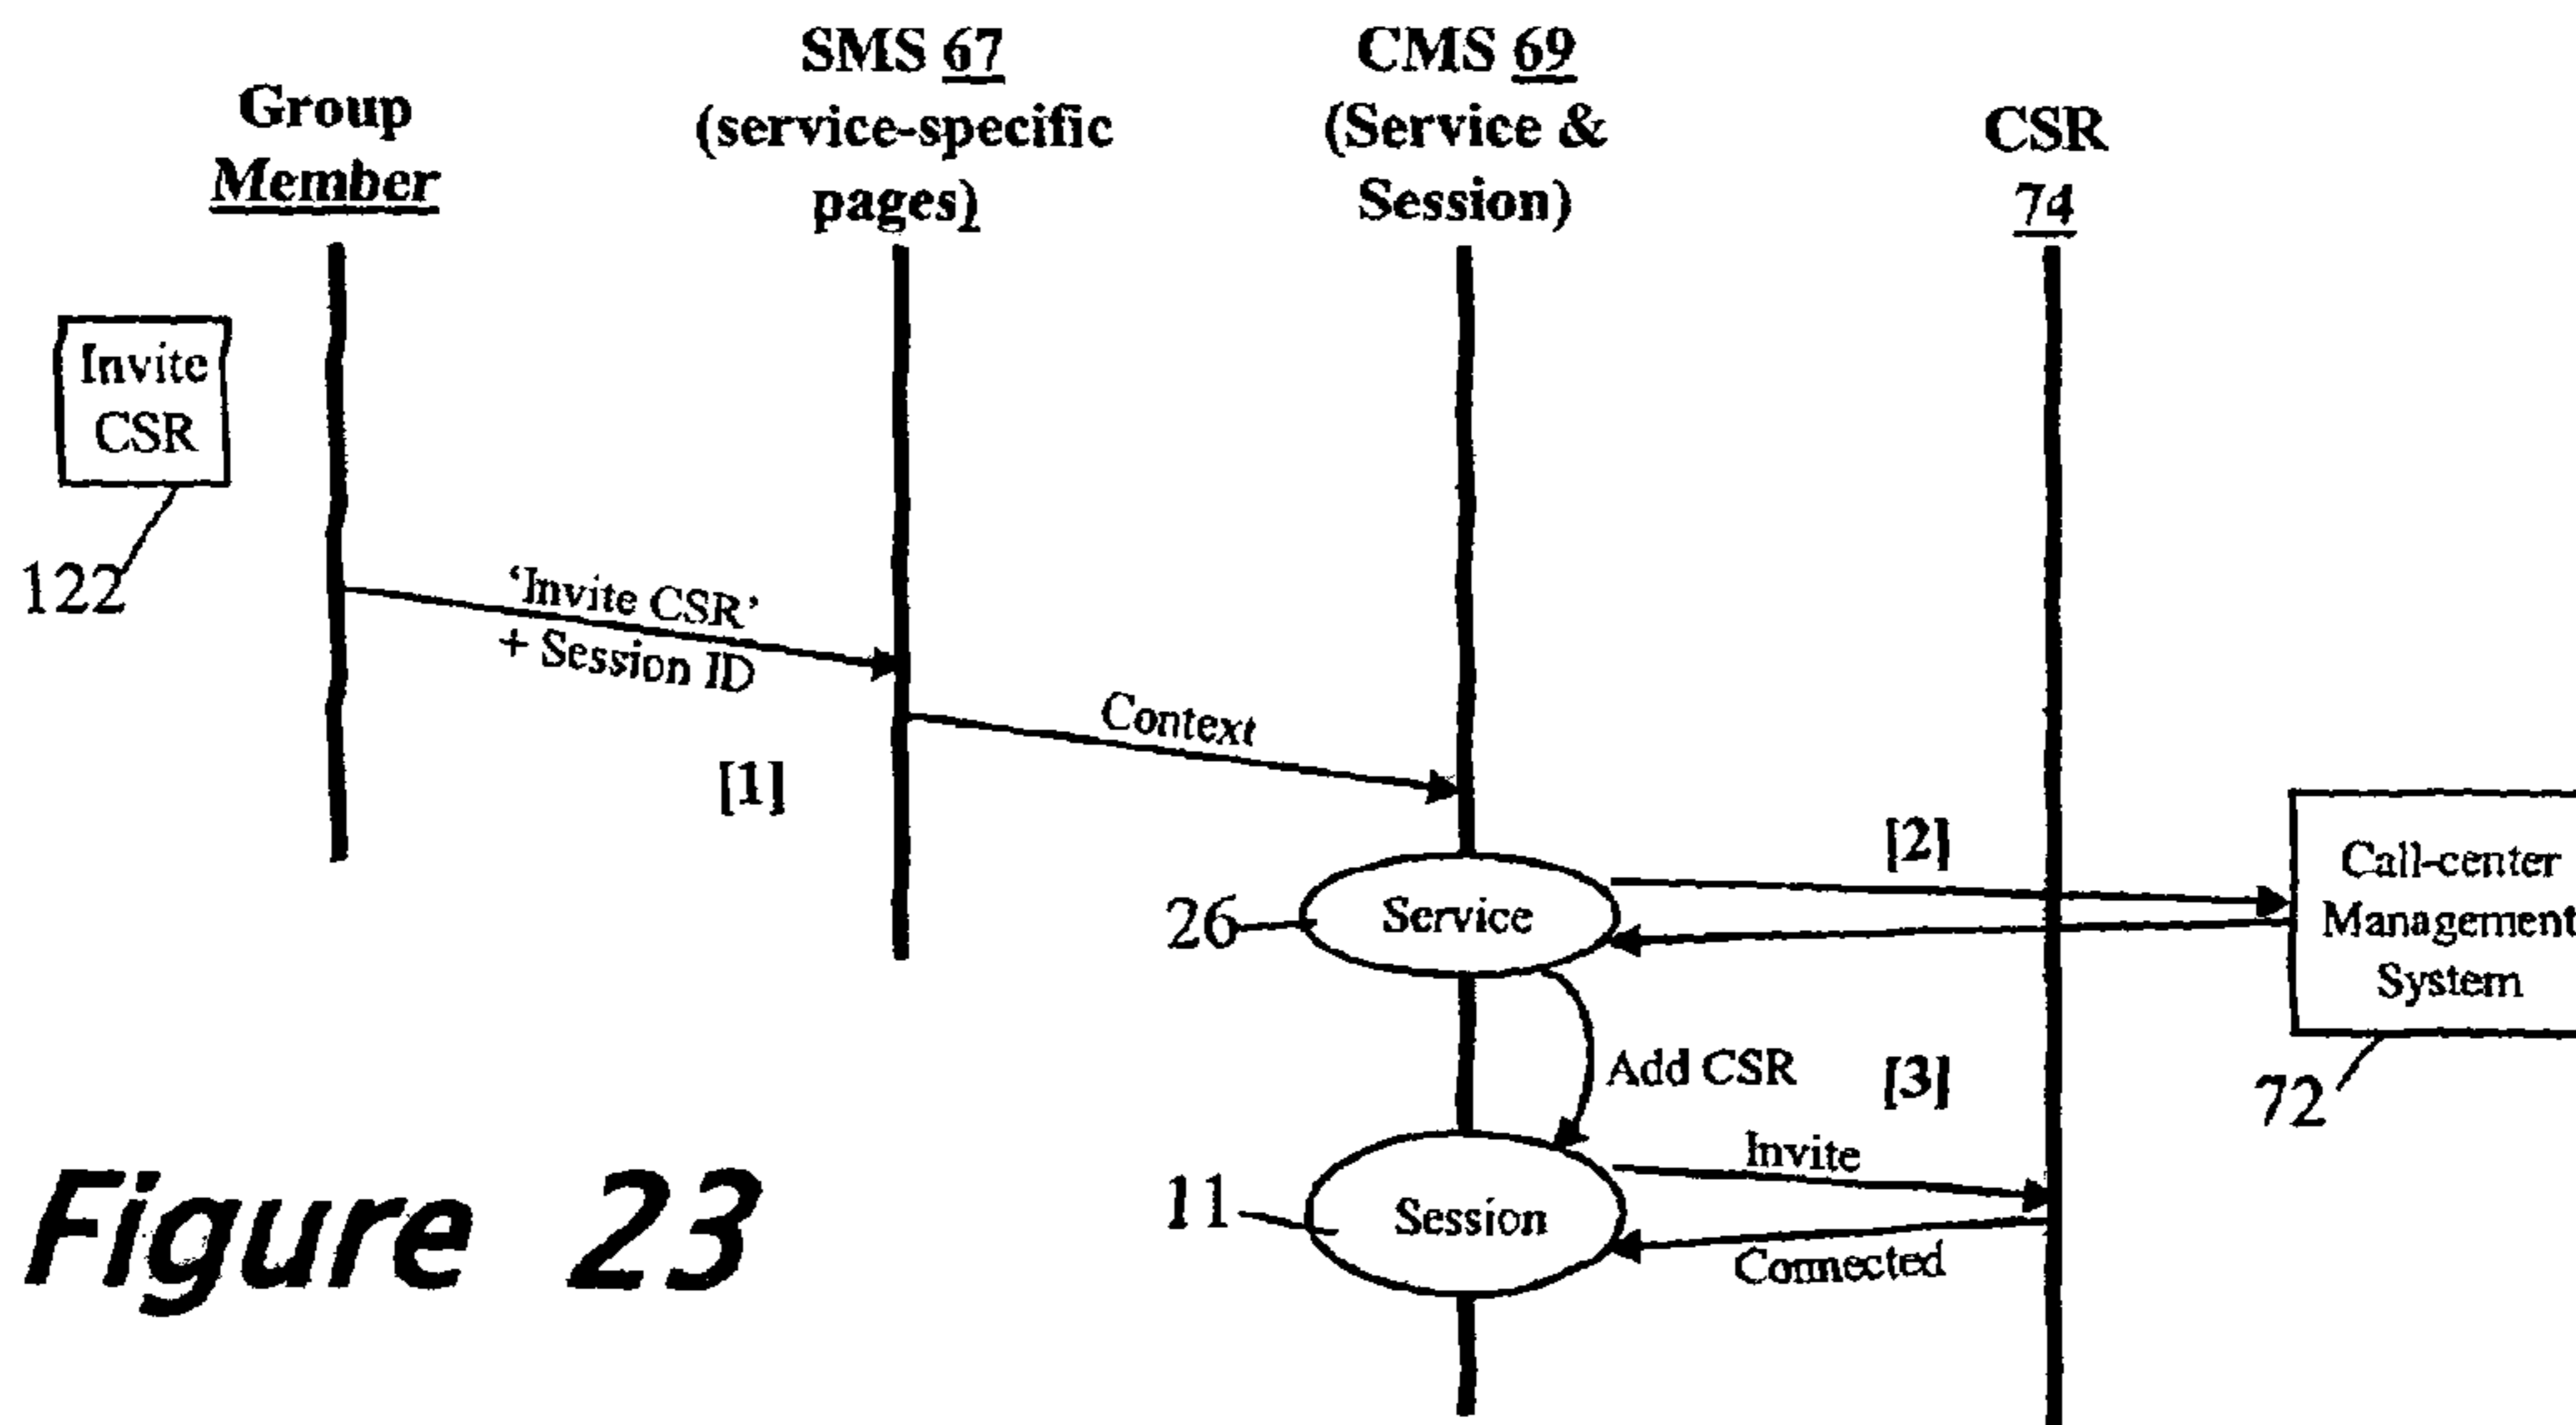 Group
Member
SMS 67
(service-specific
pages)
CMS 69
(Service &
Session)
CSR
74
Invite
CSR
122
‘Invite CSR’
+ Session ID
Context
[1]
[2]
Call-center
Management
System
72
26
Service
Add CSR
[3]
Invite
11
Session
Connected
Figure 23